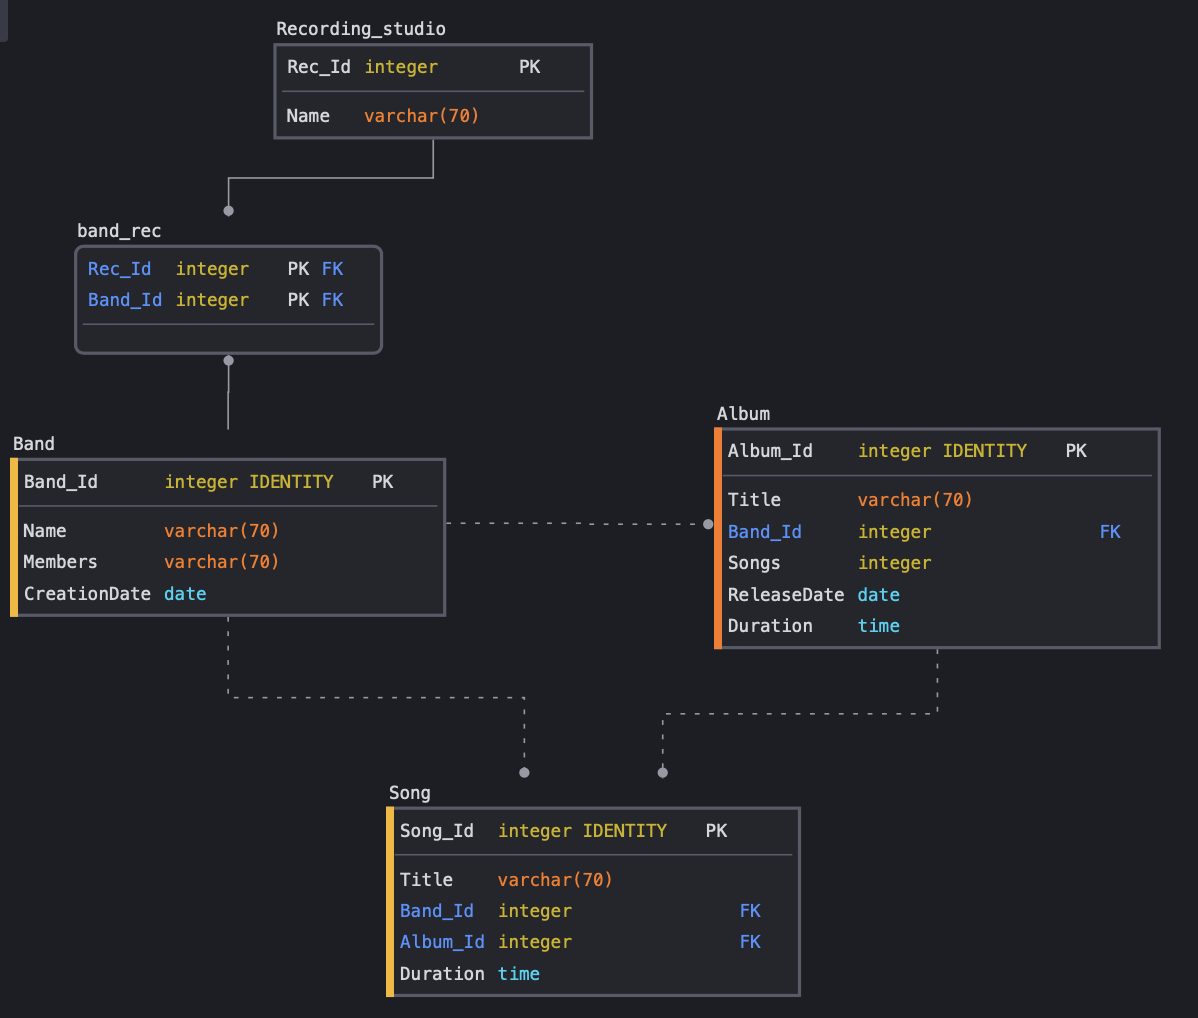 Recording_studio
Rec_Id integer PK
Name varchar(70)
band_rec
Rec_Id integer PK FK
Band_Id integer PK FK
Band
Band_Id integer IDENTITY PK
Name varchar(70)
Members varchar(70)
CreationDate date
Album
Album_Id integer IDENTITY PK
Title varchar(70)
Band_Id integer FK
Songs integer
ReleaseDate date
Duration time
Song
Song_Id integer IDENTITY PK
Title varchar(70)
Band_Id integer FK
Album_Id integer FK
Duration time